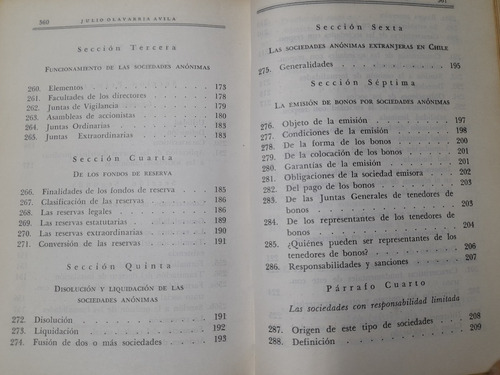 360 JULIO OLAVARRIA AVILA
Sección Tercera
FUNCIONAMIENTO DE LAS SOCIEDADES ANÓNIMAS
260. Elementos . . . . . . . . . 173
261. Facultades de los directores . . . . 178
262. Juntas de Vigilancia . . . . . . 179
263. Asambleas de accionistas . . . . . 180
264. Juntas Ordinarias . . . . . . . 183
265. Juntas Extraordinarias . . . . . . 183
Sección Cuarta
DE LOS FONDOS DE RESERVA
266. Finalidades de los fondos de reserva . . . 185
267. Clasificación de las reservas . . . . 186
268. Las reservas legales . . . . . . 186
269. Las reservas estatutarias . . . . . 189
270. Las reservas extraordinarias . . . . 190
271. Conversión de las reservas . . . . . 191
Sección Quinta
DISOLUCIÓN Y LIQUIDACIÓN DE LAS
SOCIEDADES ANÓNIMAS
272. Disolución . . . . . . . . . 191
273. Liquidación . . . . . . . . . 192
274. Fusión de dos o más sociedades . . . . 193
361
Sección Sexta
LAS SOCIEDADES ANÓNIMAS EXTRANJERAS EN CHILE
275. Generalidades . . . . . . . . 195
Sección Séptima
LA EMISIÓN DE BONOS POR SOCIEDADES ANÓNIMAS
276. Objeto de la emisión . . . . . . 197
277. Condiciones de la emisión . . . . . 198
278. De la forma de los bonos . . . . . 200
279. De la colocación de los bonos . . . . 201
280. Garantías de la emisión . . . . . 201
281. Obligaciones de la sociedad emisora . . . 202
282. Del pago de los bonos . . . . . . 203
283. De las Juntas Generales de tenedores de
bonos . . . . . . . . . . 204
284. De los representantes de los tenedores de
bonos . . . . . . . . . . 204
285. ¿Quiénes pueden ser representantes de los
tenedores de bonos? . . . . . . 206
286. Responsabilidades y sanciones . . . . 207
Párrafo Cuarto
Las sociedades con responsabilidad limitada
287. Origen de este tipo de sociedades . . . 208
288. Definición . . . . . . . . . 209